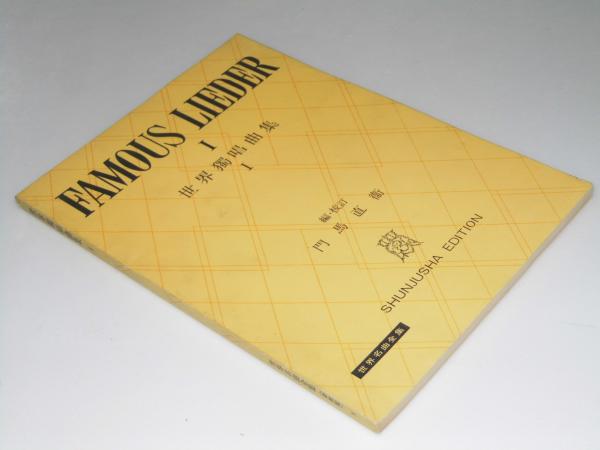 FAMOUS LIEDER
I
世界獨唱曲集
I
編・校訂
門馬直衛
SHUNJUSHA EDITION
世界名曲全集